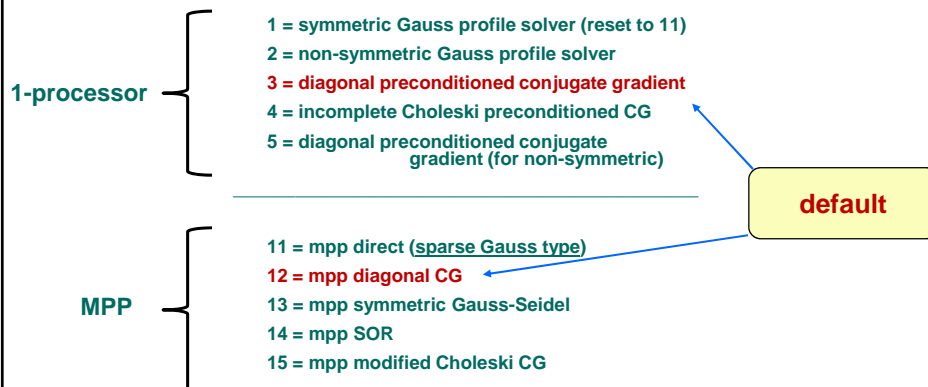 1 = symmetric Gauss profile solver (reset to 11)
2 = non-symmetric Gauss profile solver
1-processor
3 = diagonal preconditioned conjugate gradient
4 = incomplete Choleski preconditioned CG
5 = diagonal preconditioned conjugate
gradient (for non-symmetric)
default
11 = mpp direct (sparse Gauss type)
12 = mpp diagonal CG
MPP
13 = mpp symmetric Gauss-Seidel
14 = mpp SOR
15 = mpp modified Choleski CG